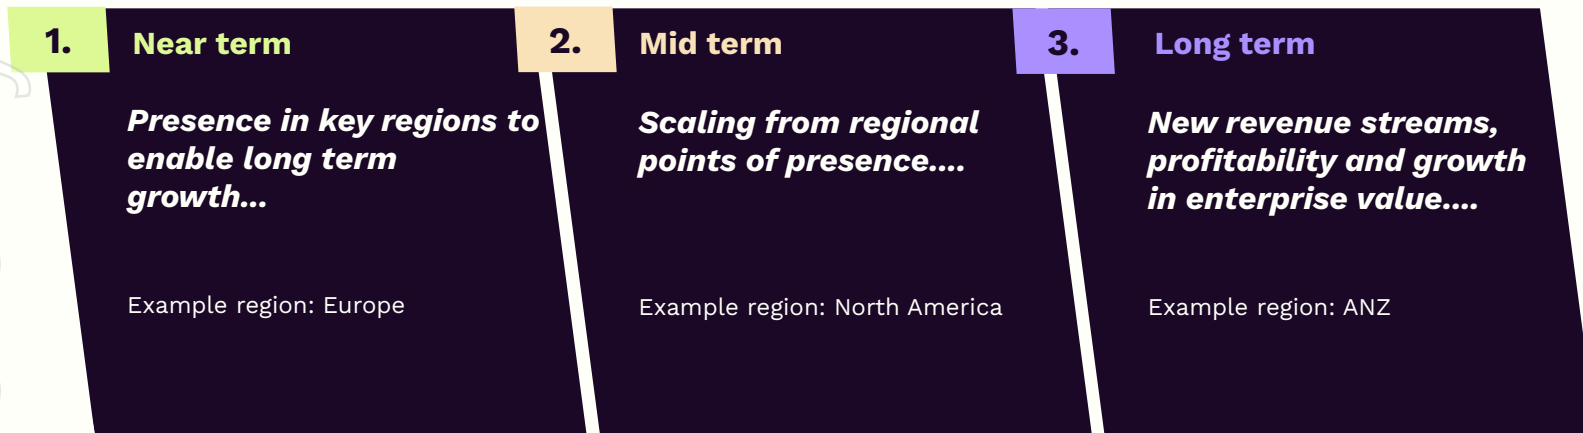 1. Near term
Presence in key regions to
enable long term
growth...
Example region: Europe
2. Mid term
Scaling from regional
points of presence....
Example region: North America
3. Long term
New revenue streams,
profitability and growth
in enterprise value....
Example region: ANZ